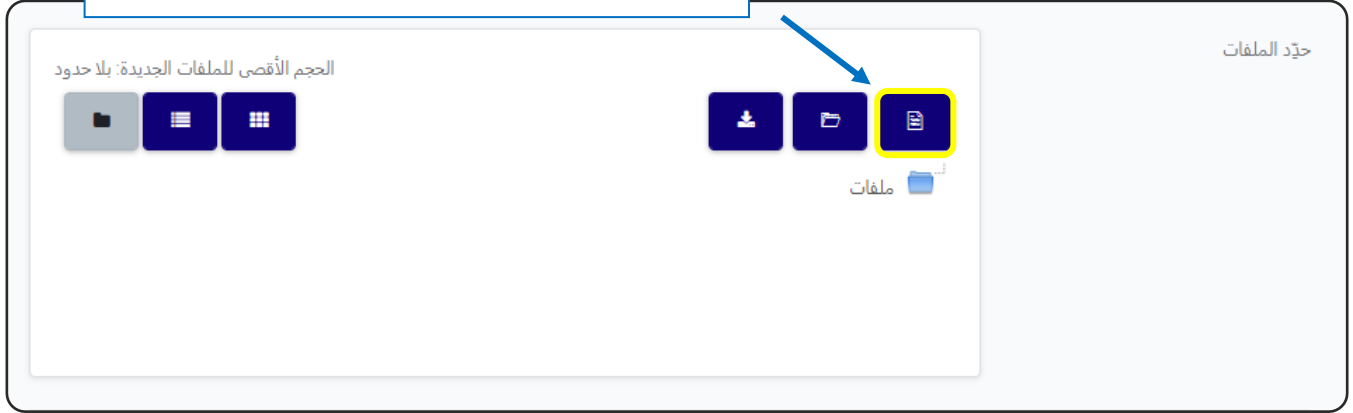 حدّد الملفات
الحجم الأقصى للملفات الجديدة: بلا حدود
ملفات